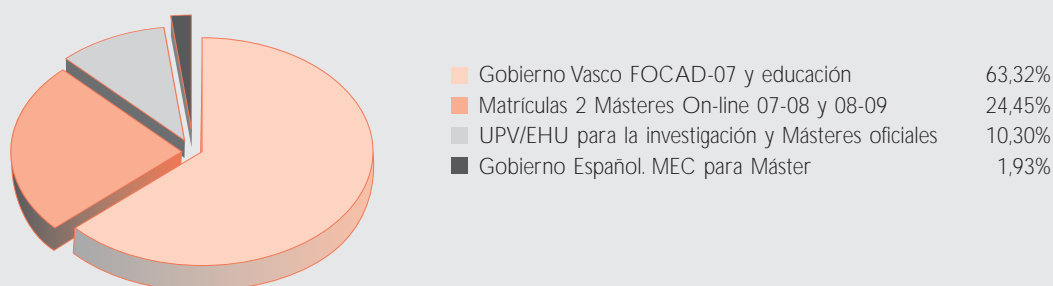 Gobierno Vasco FOCAD-07 y educación 63,32%
Matrículas 2 Másteres On-line 07-08 y 08-09 24,45%
UPV/EHU para la investigación y Másteres oficiales 10,30%
Gobierno Español. MEC para Máster 1,93%